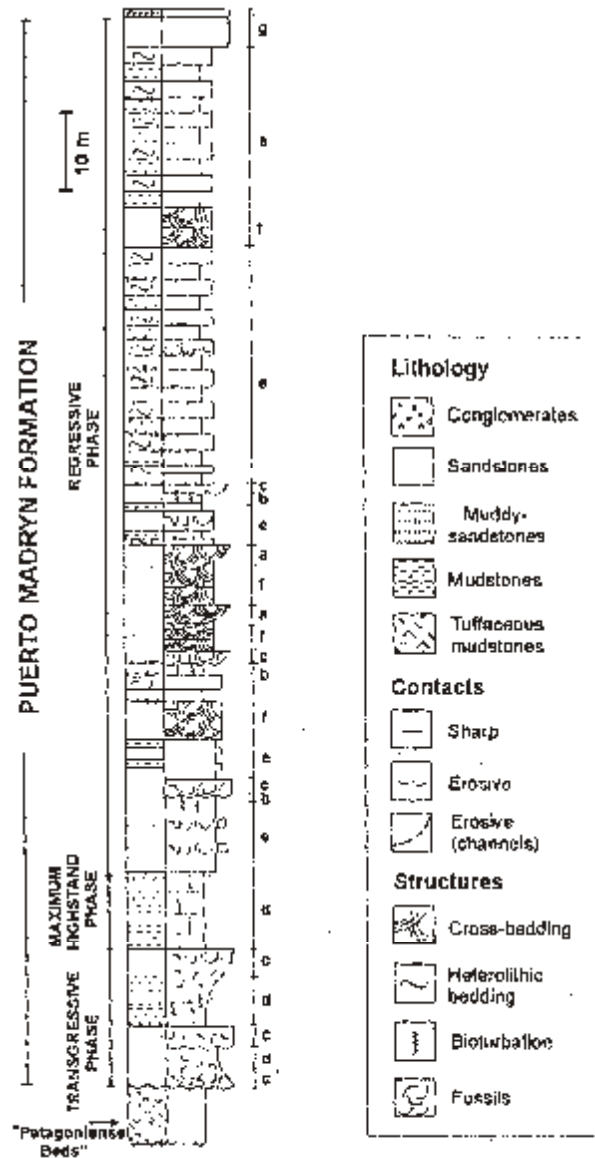 10 m
PUERTO MADRYN FORMATION
REGRESSIVE
PHASE
MAXIMUM
HIGHSTAND
PHASE
TRANSGRESSIVE
PHASE
"Patagoniense
Beds"
g
f
e
c
b
e
a
f
a
f
c
b
f
e
c
b
e
d
c
d
c
d
c
Lithology
Conglomerates
Sandstones
Muddy-
sandstones
Mudstones
Tuffaceous
mudstones
Contacts
Sharp
Erosive
Erosive
(channels)
Structures
Cross-bedding
Heterolithic
bedding
Bioturbation
Fossils